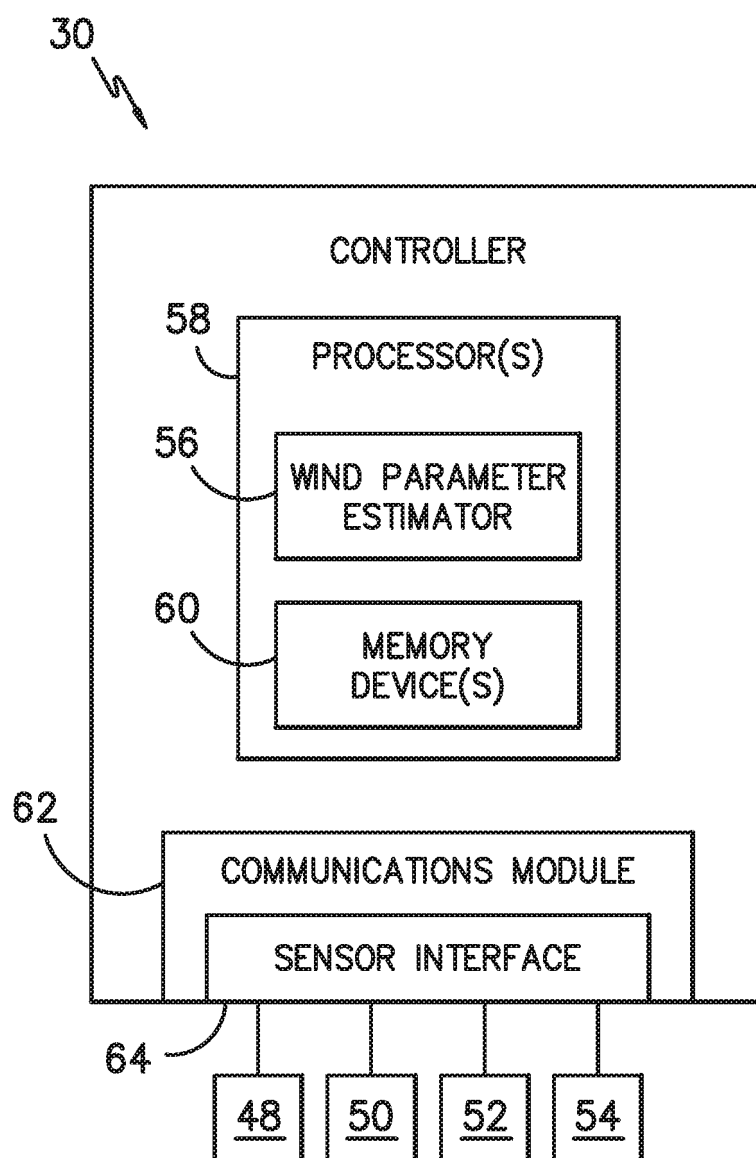 30
CONTROLLER
58
PROCESSOR(S)
56
WIND PARAMETER
ESTIMATOR
60
MEMORY
DEVICE(S)
62
COMMUNICATIONS MODULE
SENSOR INTERFACE
64
48 50 52 54